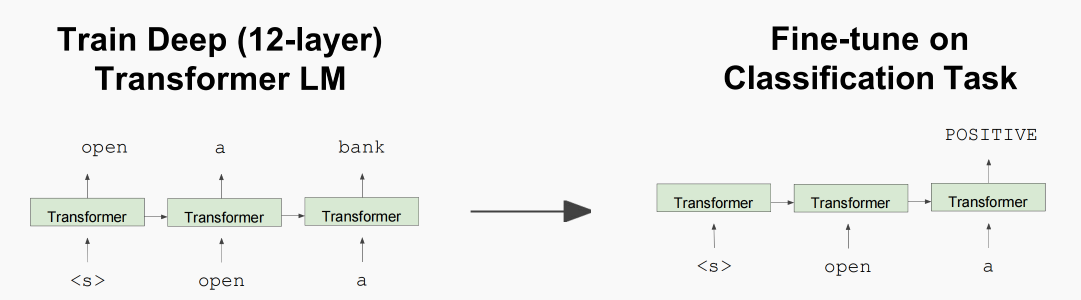 Train Deep (12-layer)
Transformer LM
open a bank
Transformer Transformer Transformer
<s> open a
Fine-tune on
Classification Task
POSITIVE
Transformer Transformer Transformer
<s> open a